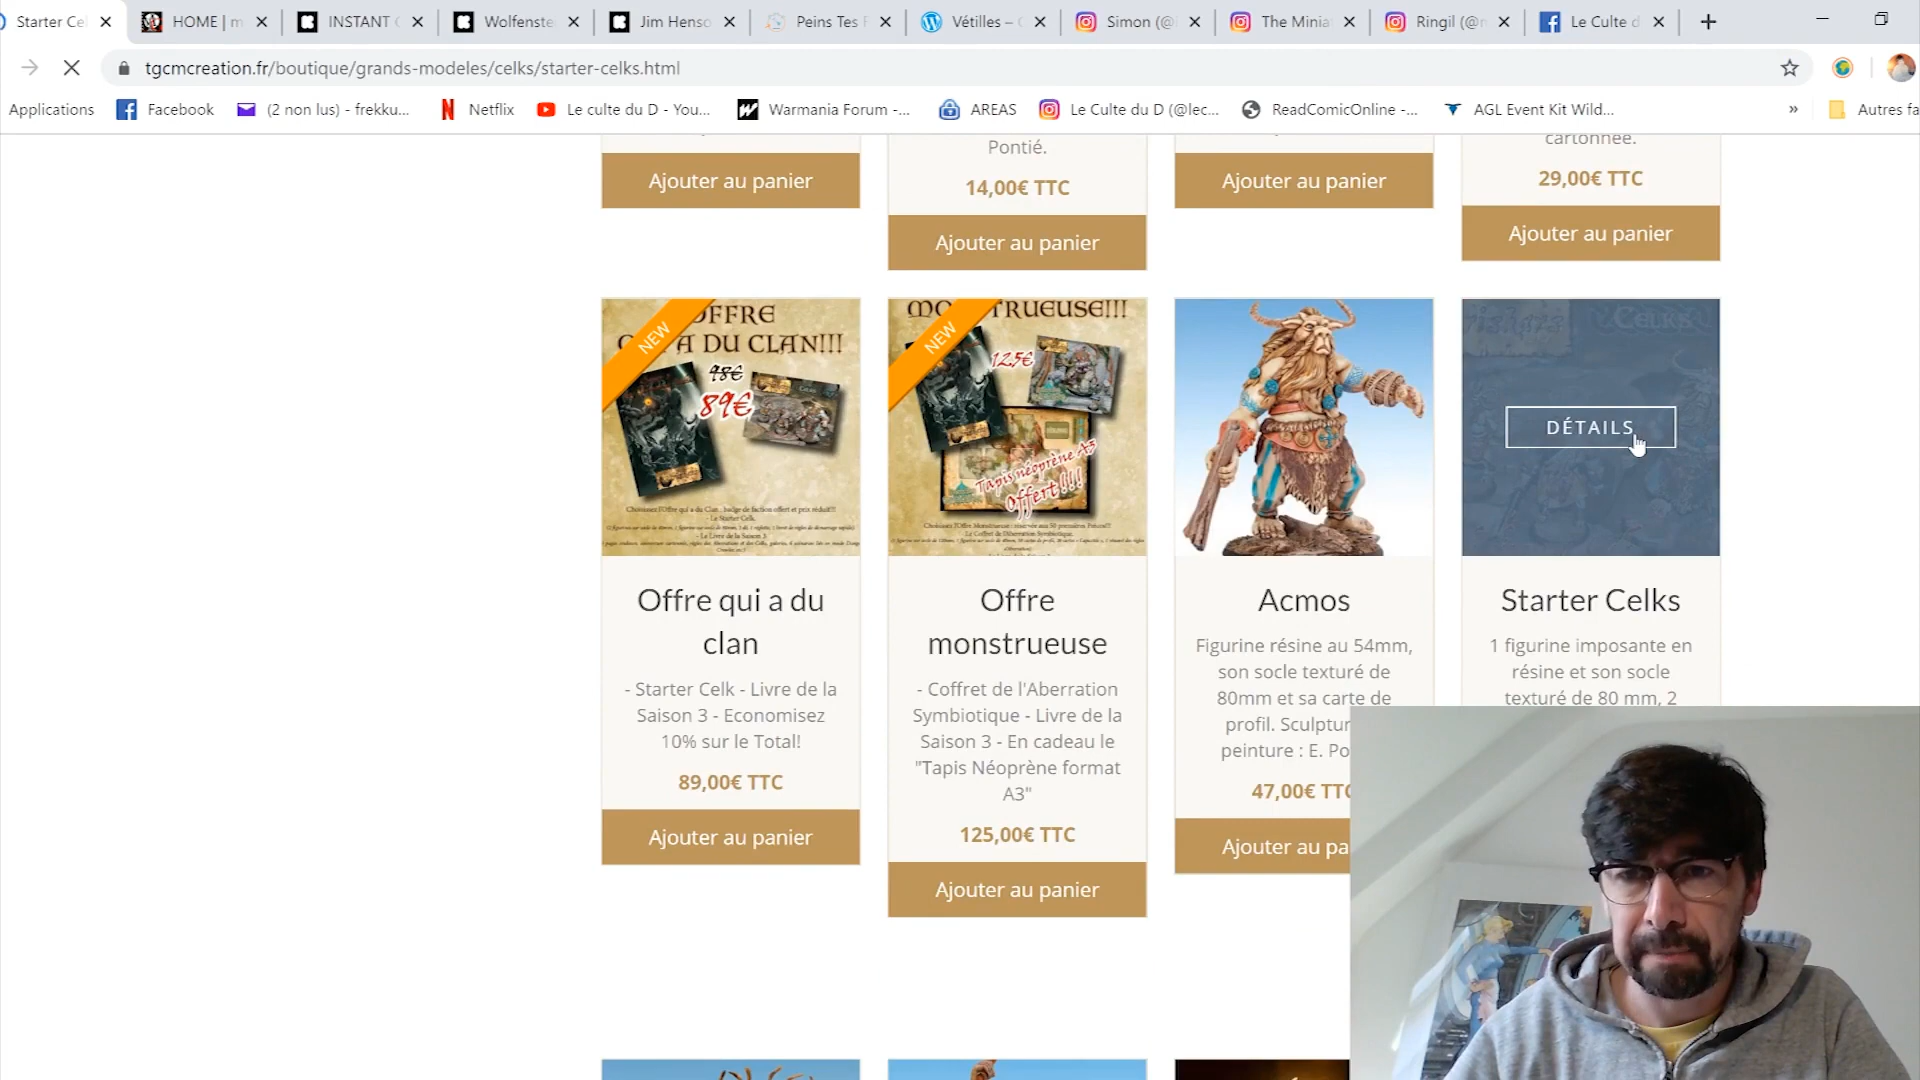 Starter Cel
HOME | m
INSTANT
Wolfenste
Jim Henso
Peins Tes
Vétilles –
Simon (@
The Minia
Ringil (@
Le Culte d
tgcmcreation.fr/boutique/grands-modeles/celks/starter-celks.html
Applications
Facebook
(2 non lus) - frekku...
Netflix
Le culte du D - You...
Warmania Forum -...
AREAS
Le Culte du D (@lec...
ReadComicOnline -...
AGL Event Kit Wild...
»
Autres fa
Ajouter au panier
Pontié.
14,00€ TTC
Ajouter au panier
Ajouter au panier
cartonnée.
29,00€ TTC
Ajouter au panier
NEW
OFFRE
DU CLAN!!!
98€
89€
Offre qui a du
clan
- Starter Celk - Livre de la
Saison 3 - Economisez
10% sur le Total!
89,00€ TTC
Ajouter au panier
NEW
TRUEUSE!!!
125€
Tapis néoprène A3
Offert!!!
Offre
monstrueuse
- Coffret de l'Aberration
Symbiotique - Livre de la
Saison 3 - En cadeau le
"Tapis Néoprène format
A3"
125,00€ TTC
Ajouter au panier
Acmos
Figurine résine au 54mm,
son socle texturé de
80mm et sa carte de
profil. Sculptur
peinture : E. Po
47,00€ TTC
Ajouter au pa
CELKS
DÉTAILS
Starter Celks
1 figurine imposante en
résine et son socle
texturé de 80 mm, 2